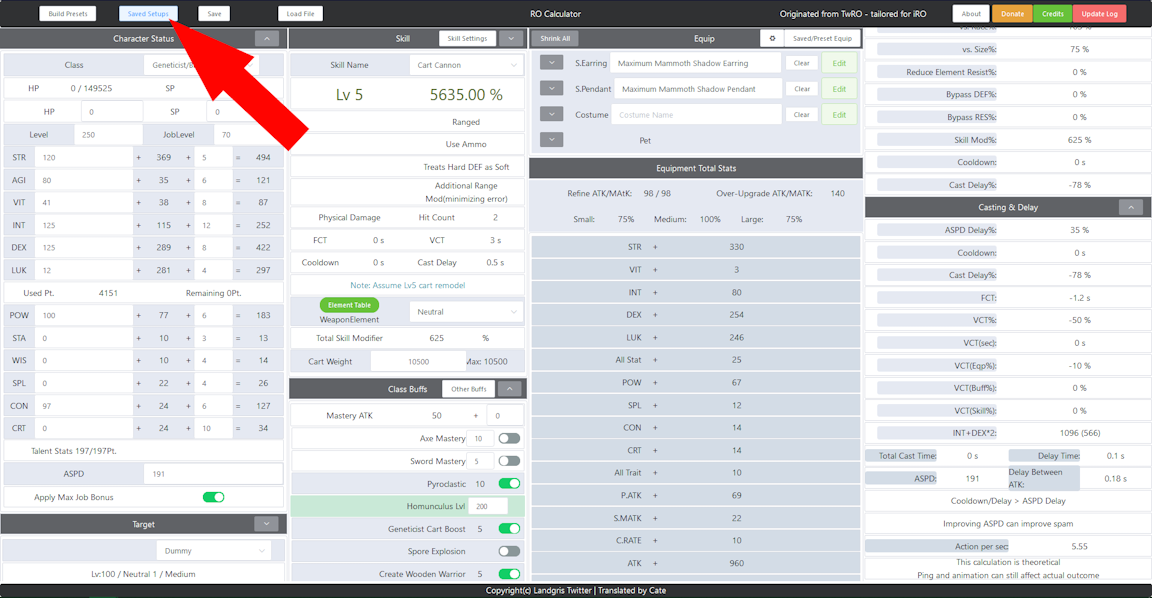 Build Presets Saved Setups Save Load File RO Calculator Originated from TwRO - tailored for iRO About Donate Credits Update Log
Character Status
Class Geneticist/B
HP 0 / 149525 SP
HP 0 SP 0
Level 250 JobLevel 70
STR 120 + 369 + 5 = 494
AGI 80 + 35 + 6 = 121
VIT 41 + 38 + 8 = 87
INT 125 + 115 + 12 = 252
DEX 125 + 289 + 8 = 422
LUK 12 + 281 + 4 = 297
Used Pt. 4151 Remaining 0Pt.
POW 100 + 77 + 6 = 183
STA 0 + 10 + 3 = 13
WIS 0 + 10 + 4 = 14
SPL 0 + 22 + 4 = 26
CON 97 + 24 + 6 = 127
CRT 0 + 24 + 10 = 34
Talent Stats 197/197Pt.
ASPD 191
Apply Max Job Bonus
Target
Dummy
Lv:100 / Neutral 1 / Medium
Skill Skill Settings
Skill Name Cart Cannon
Lv 5 5635.00 %
Ranged
Use Ammo
Treats Hard DEF as Soft
Additional Range
Mod(minimizing error)
Physical Damage Hit Count 2
FCT 0 s VCT 3 s
Cooldown 0 s Cast Delay 0.5 s
Note: Assume Lv5 cart remodel
Element Table
WeaponElement Neutral
Total Skill Modifier 625 %
Cart Weight 10500 Max: 10500
Class Buffs Other Buffs
Mastery ATK 50 + 0
Axe Mastery 10
Sword Mastery 5
Pyroclastic 10
Homunculus Lvl 200
Geneticist Cart Boost 5
Spore Explosion
Create Wooden Warrior 5
Shrink All Equip Saved/Preset Equip
S.Earring Maximum Mammoth Shadow Earring Clear Edit
S.Pendant Maximum Mammoth Shadow Pendant Clear Edit
Costume Costume Name Clear Edit
Pet
Equipment Total Stats
Refine ATK/MAtK: 98 / 98 Over-Upgrade ATK/MATK: 140
Small: 75% Medium: 100% Large: 75%
STR + 330
VIT + 3
INT + 80
DEX + 254
LUK + 246
All Stat + 25
POW + 67
SPL + 12
CON + 14
CRT + 14
All Trait + 10
P.ATK + 69
S.MATK + 22
C.RATE + 10
ATK + 960
vs. Size%: 75 %
Reduce Element Resist%: 0 %
Bypass DEF%: 0 %
Bypass RES%: 0 %
Skill Mod%: 625 %
Cooldown: 0 s
Cast Delay%: -78 %
Casting & Delay
ASPD Delay%: 35 %
Cooldown: 0 s
Cast Delay%: -78 %
FCT: -1.2 s
VCT%: -50 %
VCT(sec): 0 s
VCT(Eqp%): -10 %
VCT(Buff%): 0 %
VCT(Skill%): 0 %
INT+DEX*2: 1096 (566)
Total Cast Time: 0 s Delay Time: 0.1 s
ASPD: 191 Delay Between
ATK: 0.18 s
Cooldown/Delay > ASPD Delay
Improving ASPD can improve spam
Action per sec: 5.55
This calculation is theoretical
Ping and animation can still affect actual outcome
Copyright(c) Landgris Twitter | Translated by Cate